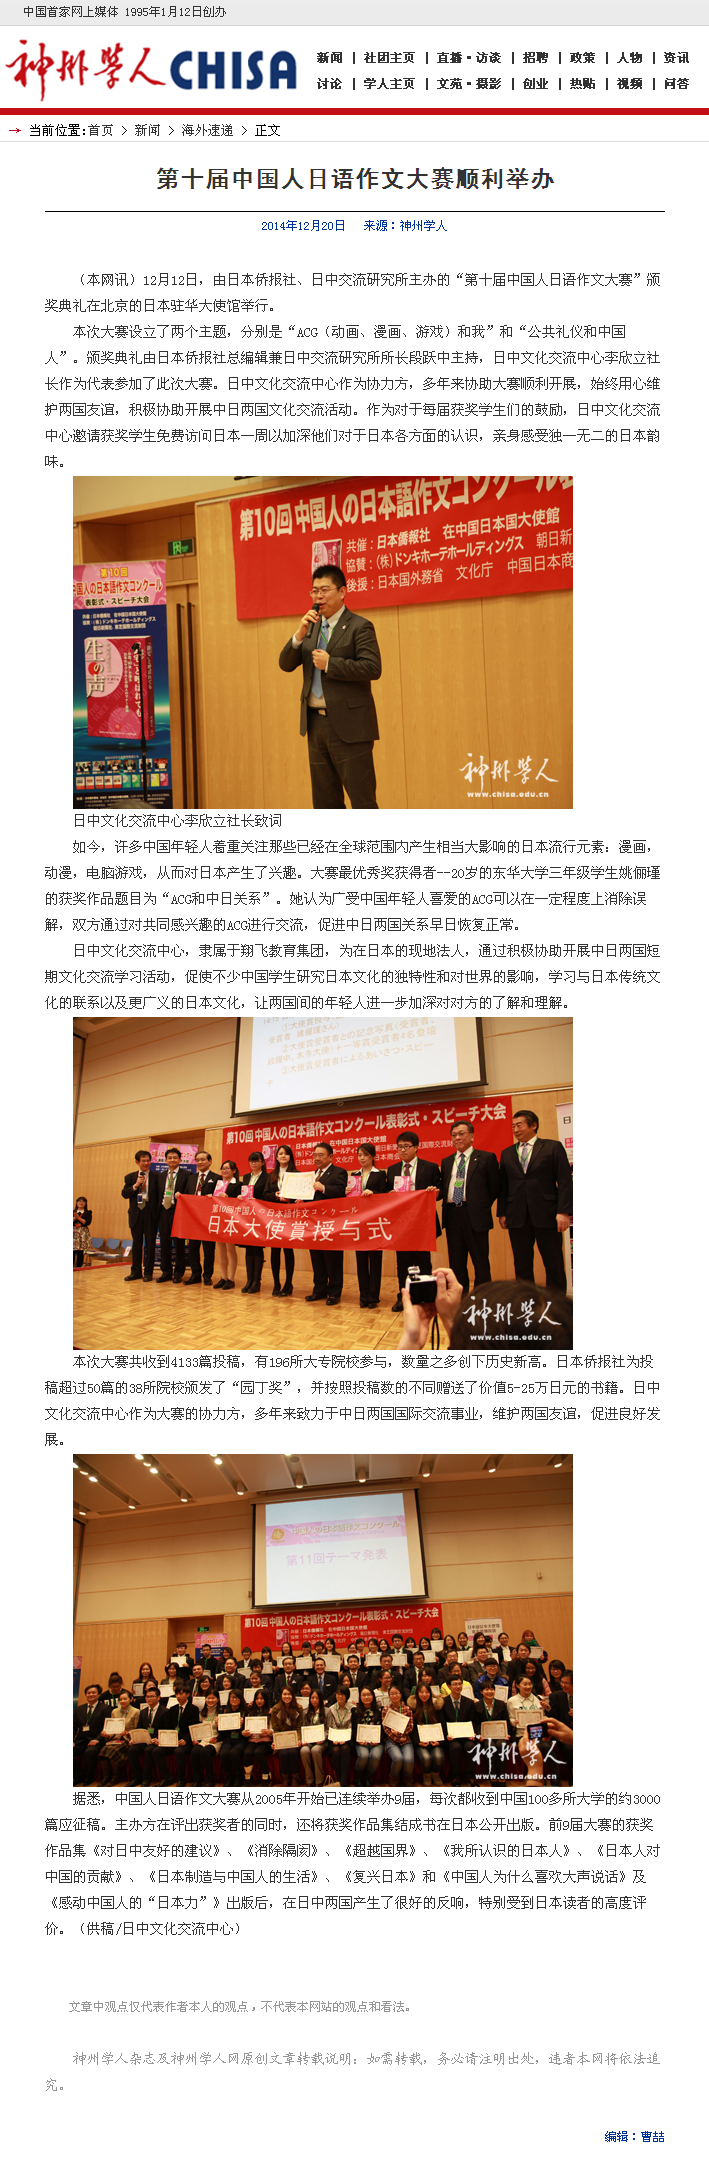 中国首家网上媒体 1995年1月12日创办
神州学人 CHISA
新闻 | 社团主页 | 直播·访谈 | 招聘 | 政策 | 人物 | 资讯
讨论 | 学人主页 | 文苑·摄影 | 创业 | 热贴 | 视频 | 问答
→ 当前位置:首页 > 新闻 > 海外速递 > 正文
第十届中国人日语作文大赛顺利举办
2014年12月20日 来源：神州学人
（本网讯）12月12日，由日本侨报社、日中交流研究所主办的“第十届中国人日语作文大赛”颁
奖典礼在北京的日本驻华大使馆举行。
本次大赛设立了两个主题，分别是“ACG（动画、漫画、游戏）和我”和“公共礼仪和中国
人”。颁奖典礼由日本侨报社总编辑兼日中交流研究所所长段跃中主持，日中文化交流中心李欣立社
长作为代表参加了此次大赛。日中文化交流中心作为协力方，多年来协助大赛顺利开展，始终用心维
护两国友谊，积极协助开展中日两国文化交流活动。作为对于每届获奖学生们的鼓励，日中文化交流
中心邀请获奖学生免费访问日本一周以加深他们对于日本各方面的认识，亲身感受独一无二的日本韵
味。
第10回 中国人の日本語作文コンクール表
共催：日本僑報社 在中国日本国大使館
協賛：(株)ドンキホーテホールディングス 朝日新
後援：日本国外務省 文化庁 中国日本商
第10回
中国人の日本語作文コンクール
表彰式・スピーチ大会
生の声
神州学人
www.chisa.edu.cn
日中文化交流中心李欣立社长致词
如今，许多中国年轻人着重关注那些已经在全球范围内产生相当大影响的日本流行元素：漫画，
动漫，电脑游戏，从而对日本产生了兴趣。大赛最优秀奖获得者--20岁的东华大学三年级学生姚俪瑾
的获奖作品题目为“ACG和中日关系”。她认为广受中国年轻人喜爱的ACG可以在一定程度上消除误
解，双方通过对共同感兴趣的ACG进行交流，促进中日两国关系早日恢复正常。
日中文化交流中心，隶属于翔飞教育集团，为在日本的现地法人，通过积极协助开展中日两国短
期文化交流学习活动，促使不少中国学生研究日本文化的独特性和对世界的影响，学习与日本传统文
化的联系以及更广义的日本文化，让两国间的年轻人进一步加深对对方的了解和理解。
第10回 中国人の日本語作文コンクール表彰式・スピーチ大会
第10回中国人の日本語作文コンクール
日本大使賞授与式
神州学人
www.chisa.edu.cn
本次大赛共收到4133篇投稿，有196所大专院校参与，数量之多创下历史新高。日本侨报社为投
稿超过50篇的38所院校颁发了“园丁奖”，并按照投稿数的不同赠送了价值5-25万日元的书籍。日中
文化交流中心作为大赛的协力方，多年来致力于中日两国国际交流事业，维护两国友谊，促进良好发
展。
中国人の日本語作文コンクール
第11回テーマ発表
第10回 中国人の日本語作文コンクール表彰式・スピーチ大会
神州学人
www.chisa.edu.cn
据悉，中国人日语作文大赛从2005年开始已连续举办9届，每次都收到中国100多所大学的约3000
篇应征稿。主办方在评出获奖者的同时，还将获奖作品集结成书在日本公开出版。前9届大赛的获奖
作品集《对日中友好的建议》、《消除隔阂》、《超越国界》、《我所认识的日本人》、《日本人对
中国的贡献》、《日本制造与中国人的生活》、《复兴日本》和《中国人为什么喜欢大声说话》及
《感动中国人的“日本力”》出版后，在日中两国产生了很好的反响，特别受到日本读者的高度评
价。（供稿/日中文化交流中心）
文章中观点仅代表作者本人的观点，不代表本网站的观点和看法。
神州学人杂志及神州学人网原创文章转载说明：如需转载，务必请注明出处，违者本网将依法追
究。
编辑：曹喆